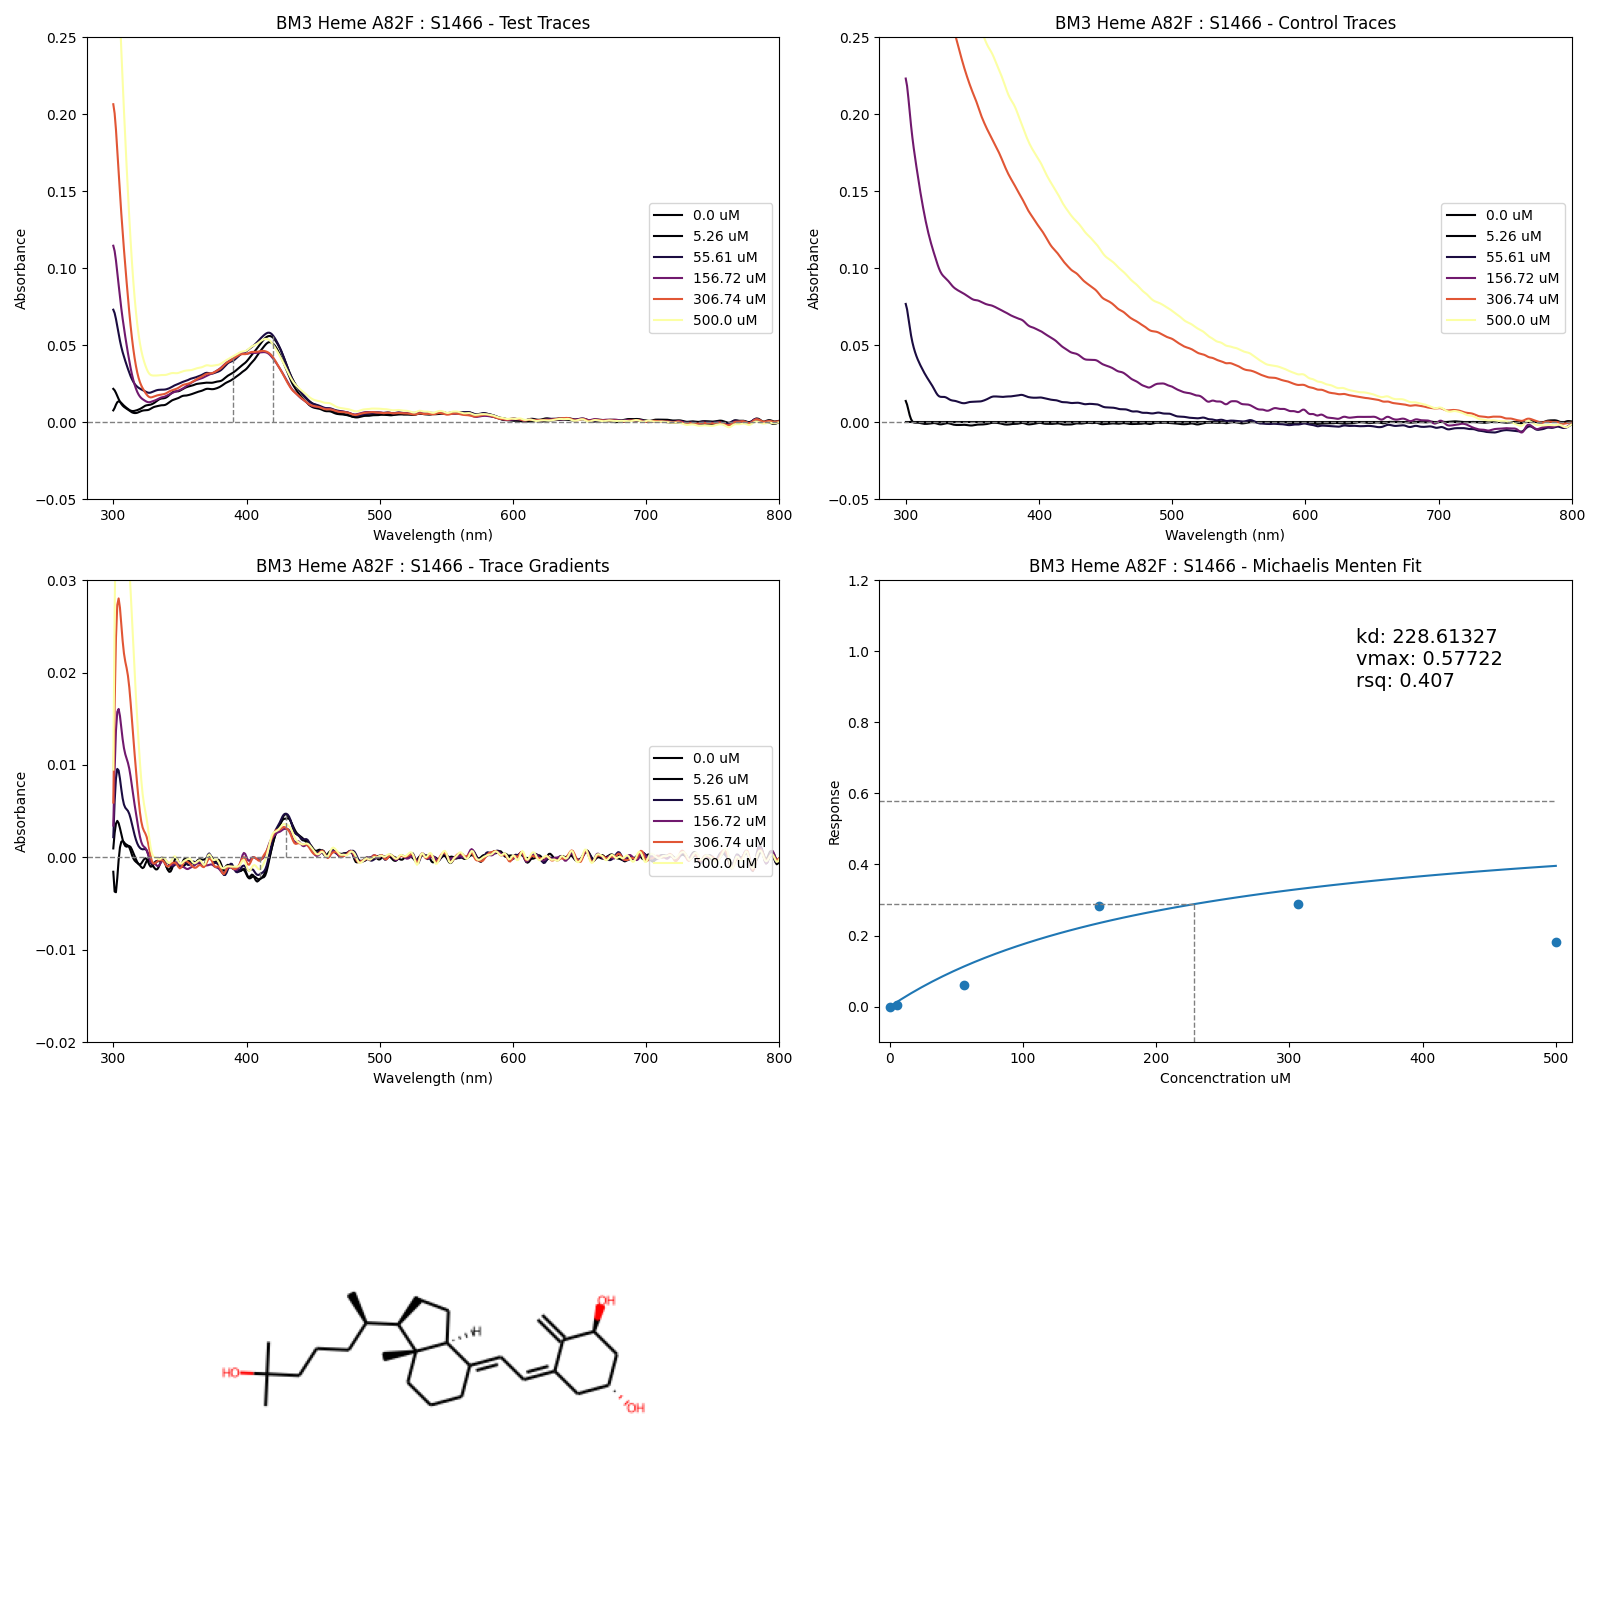 BM3 Heme A82F : S1466 - Test Traces
0.25
0.20
0.15
0.10
0.05
0.00
−0.05
Absorbance
0.0 uM
5.26 uM
55.61 uM
156.72 uM
306.74 uM
500.0 uM
300 400 500 600 700 800
Wavelength (nm)
BM3 Heme A82F : S1466 - Control Traces
0.25
0.20
0.15
0.10
0.05
0.00
−0.05
Absorbance
0.0 uM
5.26 uM
55.61 uM
156.72 uM
306.74 uM
500.0 uM
300 400 500 600 700 800
Wavelength (nm)
BM3 Heme A82F : S1466 - Trace Gradients
0.03
0.02
0.01
0.00
−0.01
−0.02
Absorbance
0.0 uM
5.26 uM
55.61 uM
156.72 uM
306.74 uM
500.0 uM
300 400 500 600 700 800
Wavelength (nm)
BM3 Heme A82F : S1466 - Michaelis Menten Fit
1.2
1.0
0.8
0.6
0.4
0.2
0.0
Response
kd: 228.61327
vmax: 0.57722
rsq: 0.407
0 100 200 300 400 500
Concenctration uM
OH
H
HO
OH